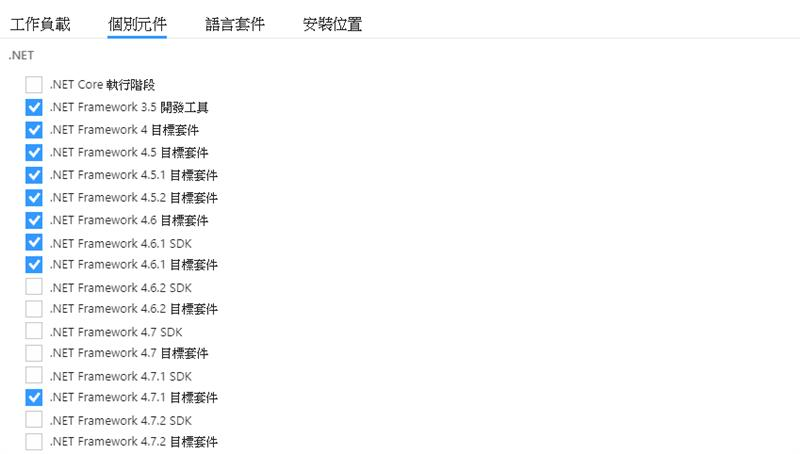 工作負載 個別元件 語言套件 安裝位置
.NET
.NET Core 執行階段
.NET Framework 3.5 開發工具
.NET Framework 4 目標套件
.NET Framework 4.5 目標套件
.NET Framework 4.5.1 目標套件
.NET Framework 4.5.2 目標套件
.NET Framework 4.6 目標套件
.NET Framework 4.6.1 SDK
.NET Framework 4.6.1 目標套件
.NET Framework 4.6.2 SDK
.NET Framework 4.6.2 目標套件
.NET Framework 4.7 SDK
.NET Framework 4.7 目標套件
.NET Framework 4.7.1 SDK
.NET Framework 4.7.1 目標套件
.NET Framework 4.7.2 SDK
.NET Framework 4.7.2 目標套件